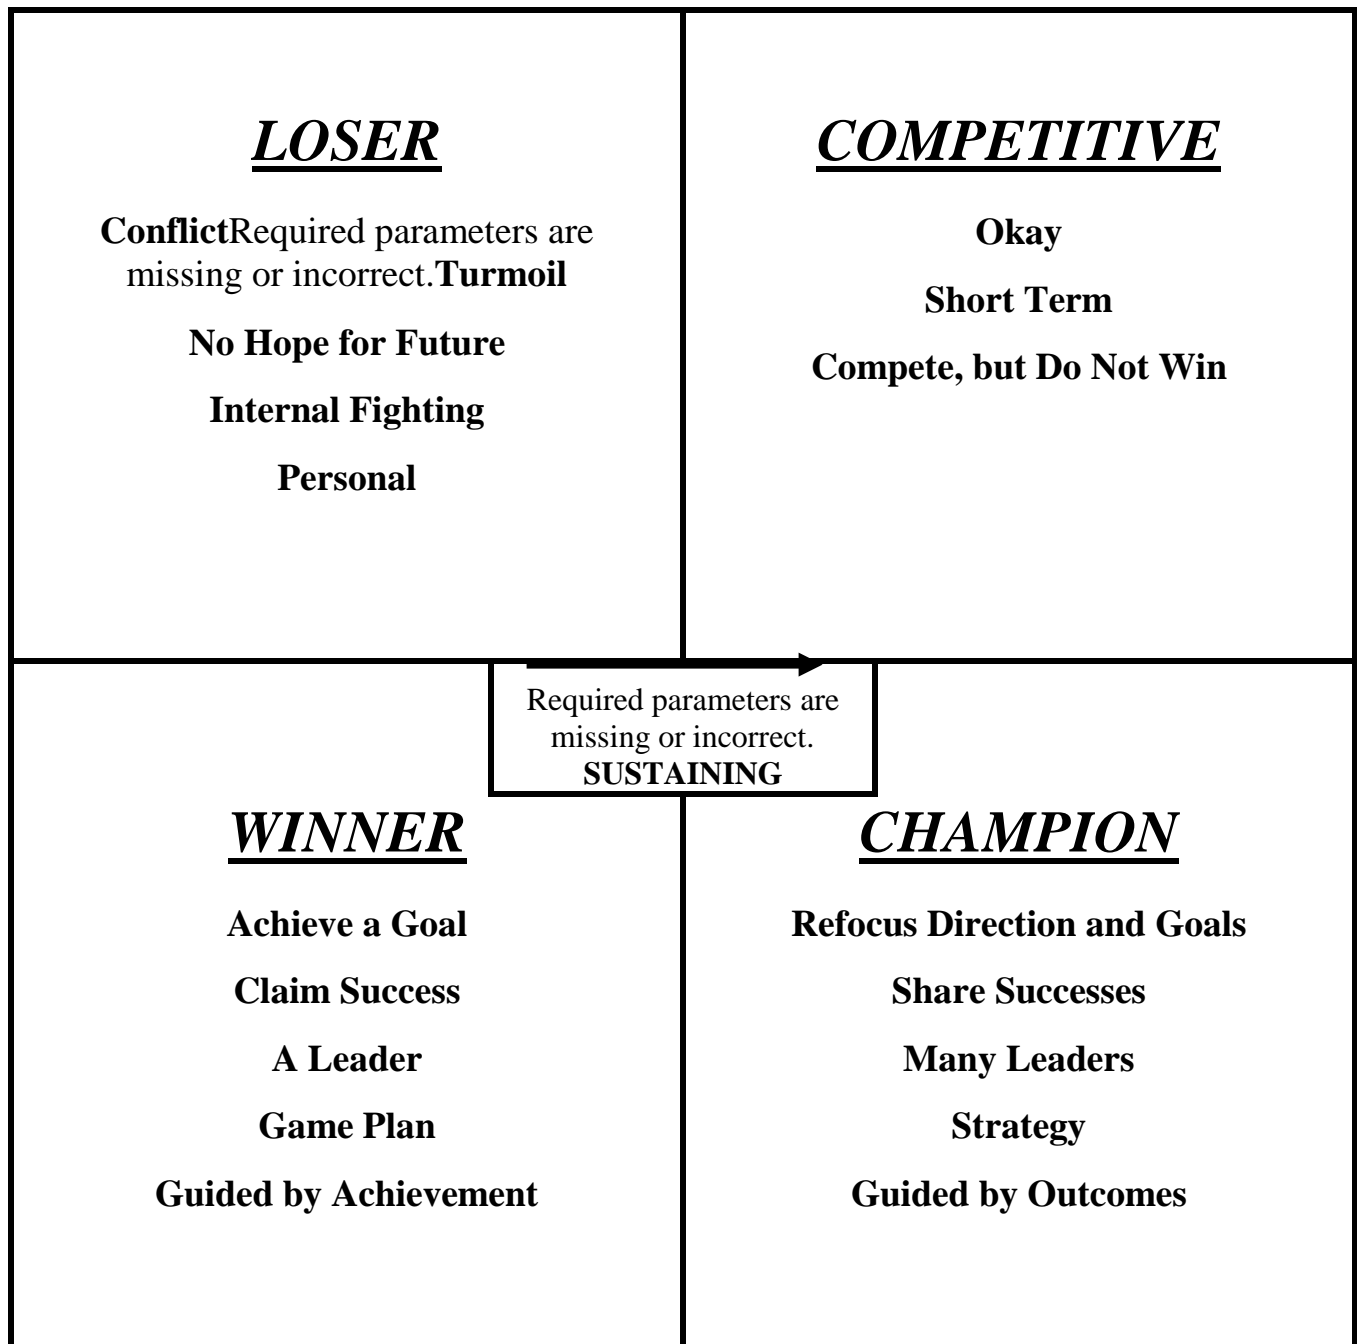 LOSER
ConflictRequired parameters are
missing or incorrect.Turmoil
No Hope for Future
Internal Fighting
Personal
COMPETITIVE
Okay
Short Term
Compete, but Do Not Win
Required parameters are
missing or incorrect.
SUSTAINING
WINNER
Achieve a Goal
Claim Success
A Leader
Game Plan
Guided by Achievement
CHAMPION
Refocus Direction and Goals
Share Successes
Many Leaders
Strategy
Guided by Outcomes